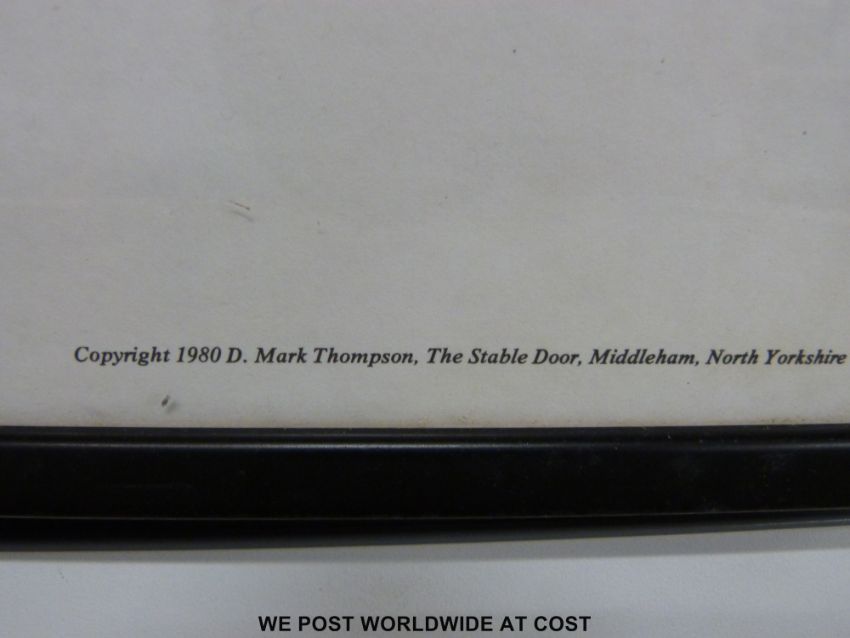 Copyright 1980 D. Mark Thompson, The Stable Door, Middleham, North Yorkshire
WE POST WORLDWIDE AT COST